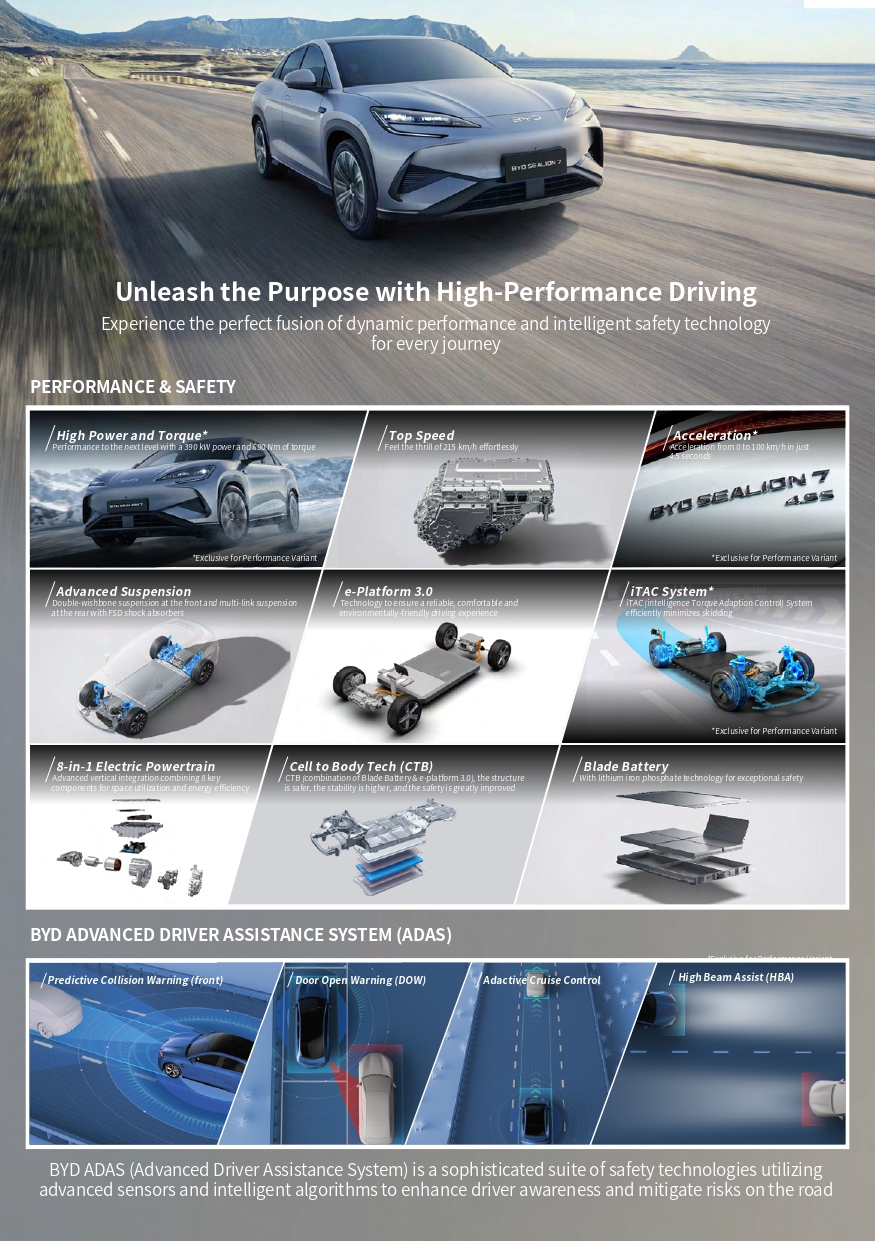 BYD
BYD SEALION 7
Unleash the Purpose with High-Performance Driving
Experience the perfect fusion of dynamic performance and intelligent safety technology
for every journey
PERFORMANCE & SAFETY
High Power and Torque*
Performance to the next level with a 390 kW power and 690 Nm of torque
BYD SEALION 7
*Exclusive for Performance Variant
Top Speed
Feel the thrill of 215 km/h effortlessly
Acceleration*
Acceleration from 0 to 100 km/h in just
4.5 seconds
BYD SEALION 7
4.5S
*Exclusive for Performance Variant
Advanced Suspension
Double-wishbone suspension at the front and multi-link suspension
at the rear with FSD shock absorbers
e-Platform 3.0
Technology to ensure a reliable, comfortable and
environmentally-friendly driving experience
iTAC System*
iTAC (Intelligence Torque Adaption Control) System
efficiently minimizes skidding
*Exclusive for Performance Variant
8-in-1 Electric Powertrain
Advanced vertical integration combining 8 key
components for space utilization and energy efficiency
Cell to Body Tech (CTB)
CTB (combination of Blade Battery & e-platform 3.0), the structure
is safer, the stability is higher, and the safety is greatly improved
Blade Battery
With lithium iron phosphate technology for exceptional safety
BYD ADVANCED DRIVER ASSISTANCE SYSTEM (ADAS)
*Exclusive for Performance Variant
Predictive Collision Warning (front)
Door Open Warning (DOW)
Adactive Cruise Control
High Beam Assist (HBA)
BYD ADAS (Advanced Driver Assistance System) is a sophisticated suite of safety technologies utilizing
advanced sensors and intelligent algorithms to enhance driver awareness and mitigate risks on the road